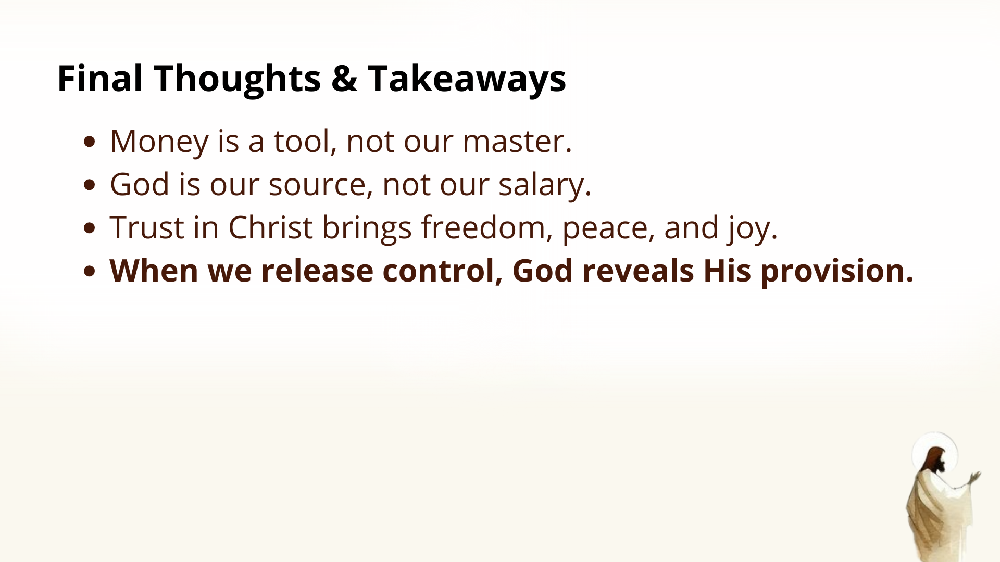 Final Thoughts & Takeaways
• Money is a tool, not our master.
• God is our source, not our salary.
• Trust in Christ brings freedom, peace, and joy.
• When we release control, God reveals His provision.